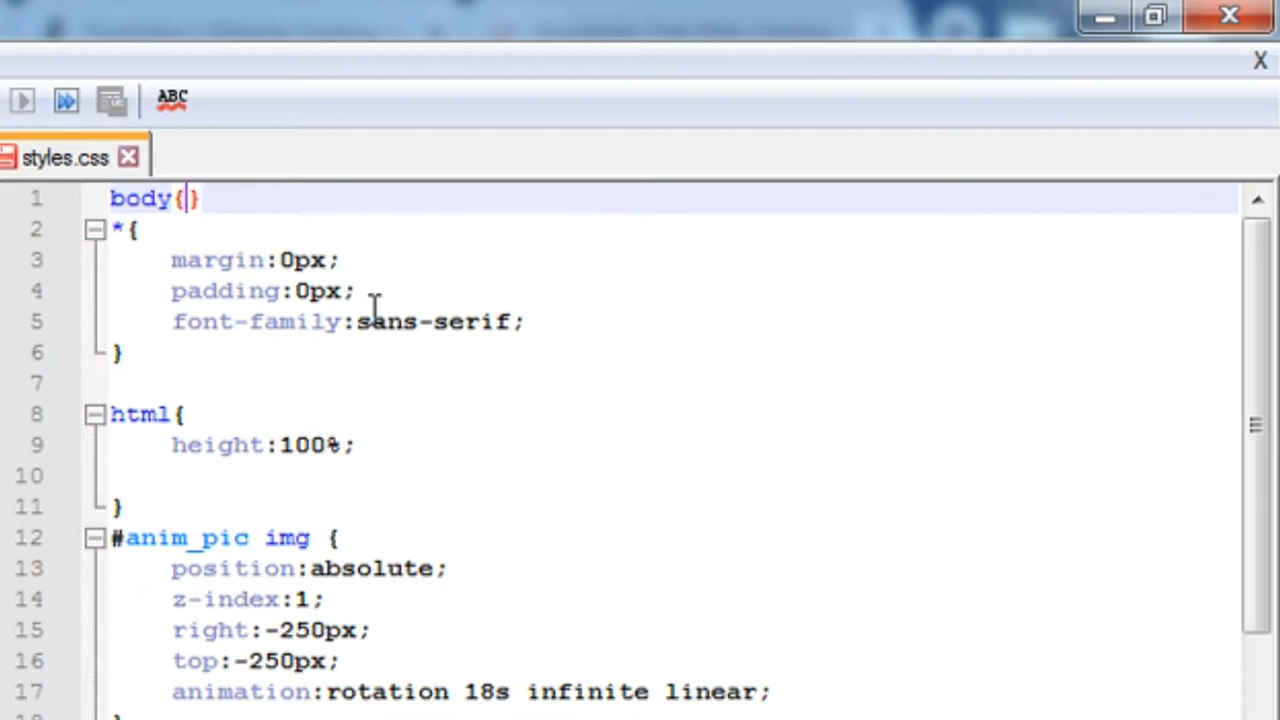 X
ABC
styles.css
1 body{}
2 *{
3 margin:0px;
4 padding:0px;
5 font-family:sans-serif;
6 }
7
8 html{
9 height:100%;
10
11 }
12 #anim_pic img {
13 position:absolute;
14 z-index:1;
15 right:-250px;
16 top:-250px;
17 animation:rotation 18s infinite linear;
18 }